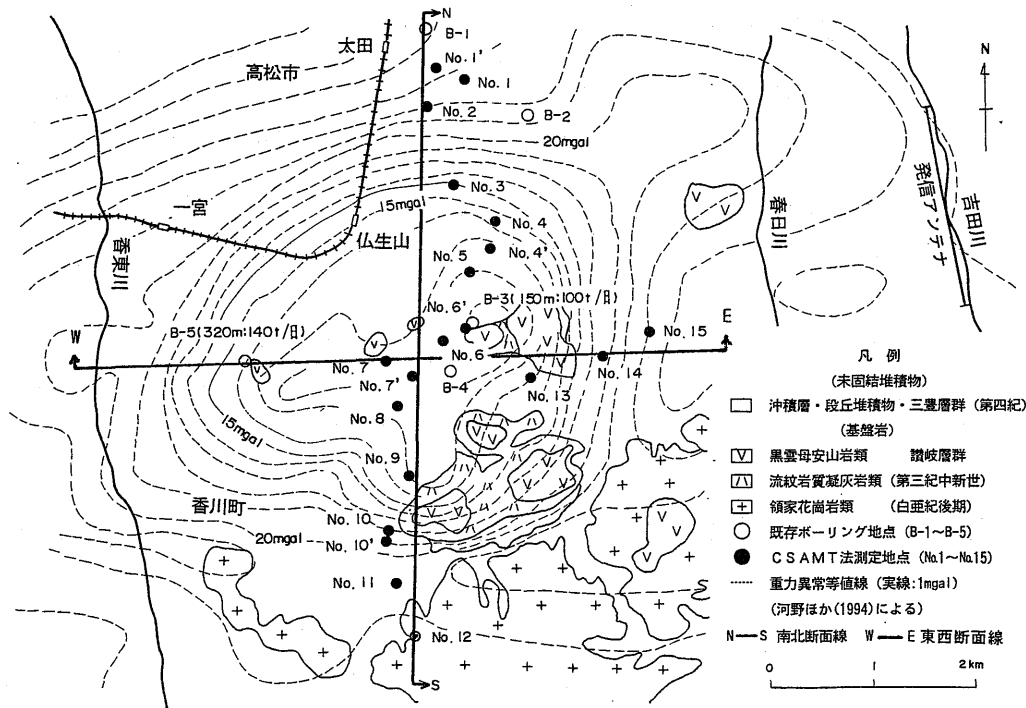 N
B-1
太田
高松市
No.1'
No.1
No.2
B-2
20mgal
N
No.3
15mgal
No.4
No.4'
一宮
仏生山
No.5
香東川
春日川
発信アンテナ
吉田川
No.6'
B-3(150m:100t/日)
B-5(320m:140t/日)
W
E
No.15
No.6
No.14
No.7
B-4
No.7'
No.13
No.8
15mgal
No.9
香川町
No.10
20mgal
No.10'
No.11
No.12
S
凡例
(未固結堆積物)
沖積層・段丘堆積物・三豊層群(第四紀)
(基盤岩)
V 黒雲母安山岩類 讃岐層群
流紋岩質凝灰岩類(第三紀中新世)
+ 領家花崗岩類(白亜紀後期)
既存ボーリング地点(B-1~B-5)
CSAMT法測定地点(No.1~No.15)
重力異常等値線(実線:1mgal)
(河野ほか(1994)による)
N—S 南北断面線 W—E 東西断面線
0 1 2km